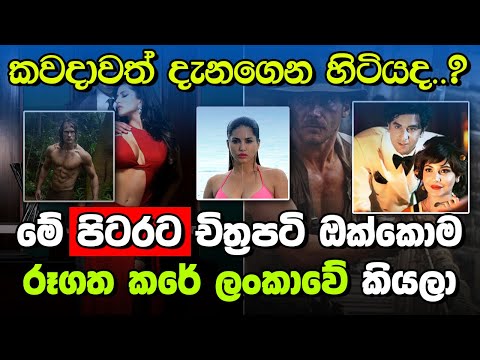 කවදාවත් දැනගෙන හිටියද..?
මේ පිටරට චිත්‍රපටි ඔක්කොම
රූගත කරේ ලංකාවේ කියලා